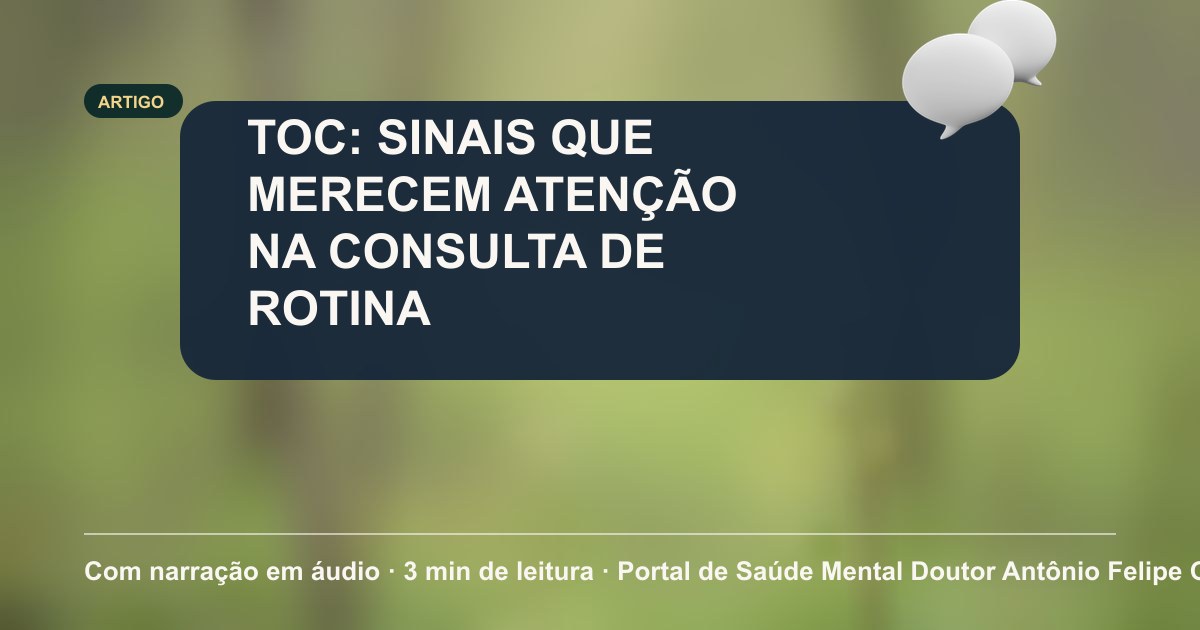 ARTIGO
TOC: SINAIS QUE
MERECEM ATENÇÃO
NA CONSULTA DE
ROTINA
Com narração em áudio · 3 min de leitura · Portal de Saúde Mental Doutor Antônio Felipe